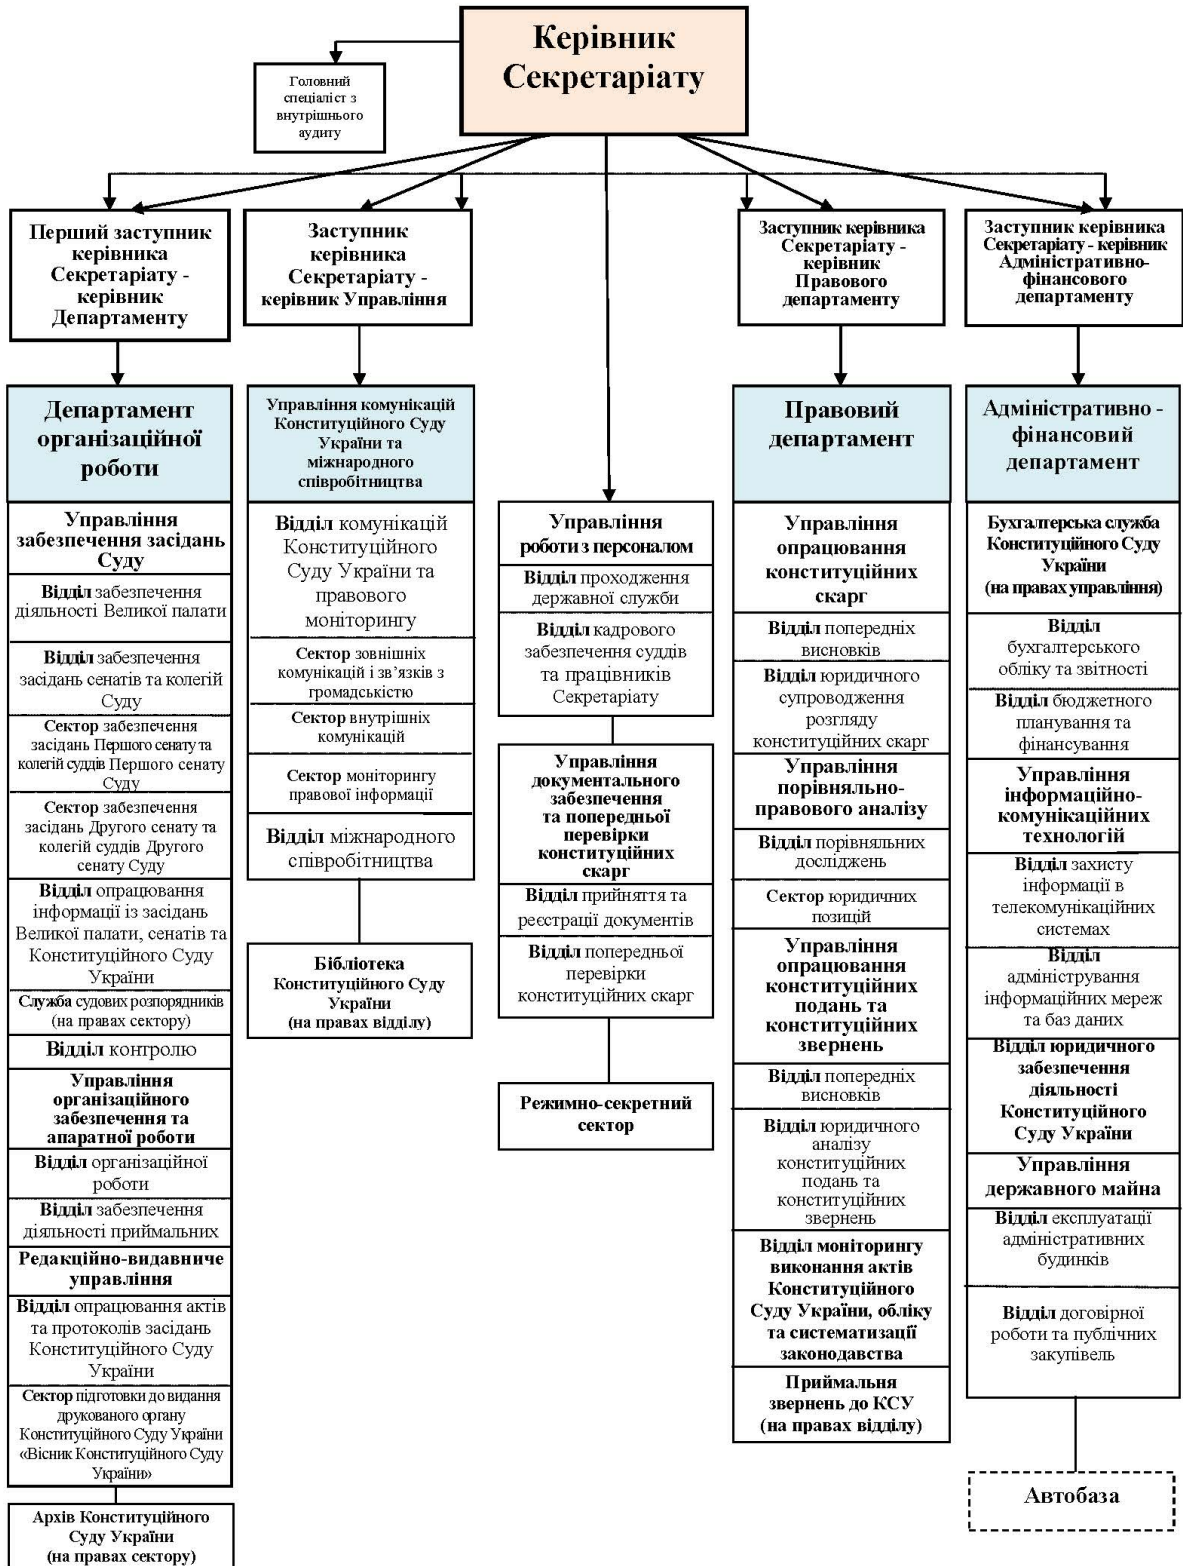 Керівник
Секретаріату
Головний
спеціаліст з
внутрішнього
аудиту
Перший заступник
керівника
Секретаріату -
керівник
Департаменту
Заступник
керівника
Секретаріату -
керівник Управління
Заступник керівника
Секретаріату -
керівник
Правового
департаменту
Заступник керівника
Секретаріату - керівник
Адміністративно-
фінансового
департаменту
Департамент
організаційної
роботи
Управління
забезпечення засідань
Суду
Відділ забезпечення
діяльності Великої палати
Відділ забезпечення
засідань сенатів та колегій
Суду
Сектор забезпечення
засідань Першого сенату та
колегій суддів Першого сенату
Суду
Сектор забезпечення
засідань Другого сенату та
колегій суддів Другого
сенату Суду
Відділ опрацювання
інформації із засідань
Великої палати, сенатів та
Конституційного Суду
України
Служба судових розпорядників
(на правах сектору)
Відділ контролю
Управління
організаційного
забезпечення та
апаратної роботи
Відділ організаційної
роботи
Відділ забезпечення
діяльності приймальних
Редакційно-видавниче
управління
Відділ опрацювання актів
та протоколів засідань
Конституційного Суду
України
Сектор підготовки до видання
друкованого органу
Конституційного Суду України
«Вісник Конституційного Суду
України»
Архів Конституційного
Суду України
(на правах сектору)
Управління комунікацій
Конституційного Суду
України та
міжнародного
співробітництва
Відділ комунікацій
Конституційного
Суду України та
правового
моніторингу
Сектор зовнішніх
комунікацій і зв’язків з
громадськістю
Сектор внутрішніх
комунікацій
Сектор моніторингу
правової інформації
Відділ міжнародного
співробітництва
Бібліотека
Конституційного Суду
України
(на правах відділу)
Управління
роботи з персоналом
Відділ проходження
державної служби
Відділ кадрового
забезпечення суддів
та працівників
Секретаріату
Управління
документального
забезпечення
та попередньої
перевірки
конституційних
скарг
Відділ прийняття та
реєстрації документів
Відділ попередньої
перевірки
конституційних скарг
Режимно-секретний
сектор
Правовий
департамент
Управління
опрацювання
конституційних
скарг
Відділ попередніх
висновків
Відділ юридичного
супроводження
розгляду
конституційних скарг
Управління
порівняльно-
правового аналізу
Відділ порівняльних
досліджень
Сектор юридичних
позицій
Управління
опрацювання
конституційних
подань та
конституційних
звернень
Відділ попередніх
висновків
Відділ юридичного
аналізу
конституційних
подань та
конституційних
звернень
Відділ моніторингу
виконання актів
Конституційного
Суду України, обліку
та систематизації
законодавства
Приймальня
звернень до КСУ
(на правах відділу)
Адміністративно -
фінансовий
департамент
Бухгалтерська служба
Конституційного Суду
України
(на правах управління)
Відділ
бухгалтерського
обліку та звітності
Відділ бюджетного
планування та
фінансування
Управління
інформаційно-
комунікаційних
технологій
Відділ захисту
інформації в
телекомунікаційних
системах
Відділ
адміністрування
інформаційних мереж
та баз даних
Відділ юридичного
забезпечення
діяльності
Конституційного
Суду України
Управління
державного майна
Відділ експлуатації
адміністративних
будинків
Відділ договірної
роботи та публічних
закупівель
Автобаза